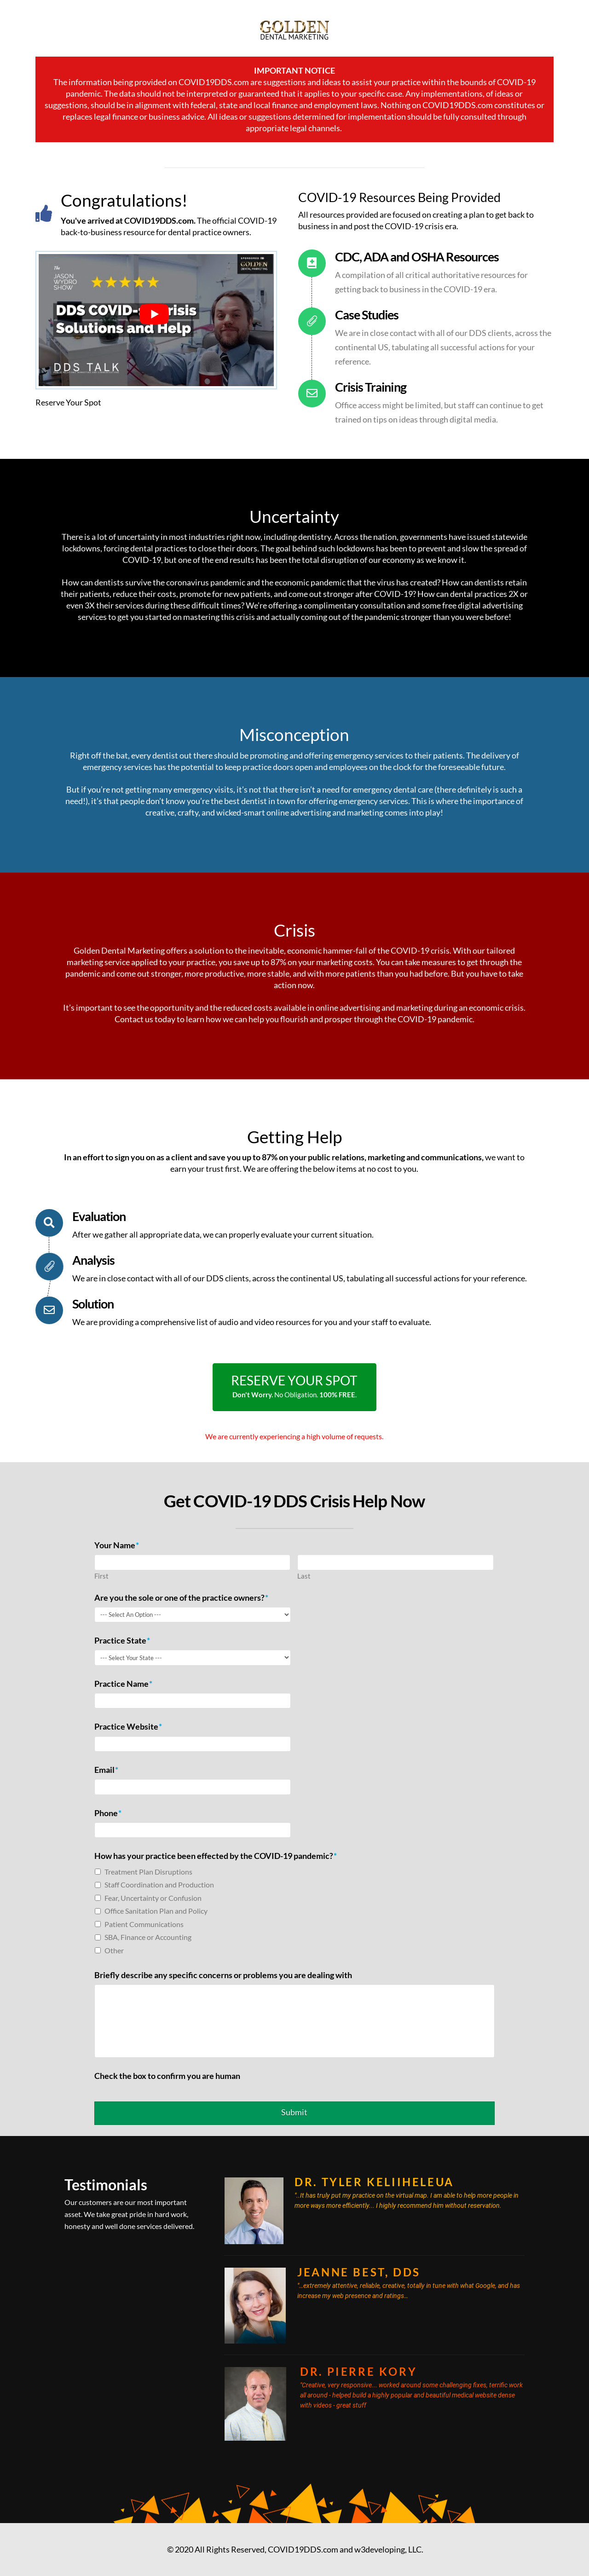 GOLDEN
DENTAL MARKETING
IMPORTANT NOTICE
The information being provided on COVID19DDS.com are suggestions and ideas to assist your practice within the bounds of COVID-19
pandemic. The data should not be interpreted or guaranteed that it applies to your specific case. Any implementations, of ideas or
suggestions, should be in alignment with federal, state and local finance and employment laws. Nothing on COVID19DDS.com constitutes or
replaces legal finance or business advice. All ideas or suggestions determined for implementation should be fully consulted through
appropriate legal channels.
Congratulations!
You've arrived at COVID19DDS.com. The official COVID-19
back-to-business resource for dental practice owners.
The
JASON
WYDRO
SHOW
GOLDEN
DDS COVID-19 Crisis
Solutions and Help
DDS TALK
Reserve Your Spot
COVID-19 Resources Being Provided
All resources provided are focused on creating a plan to get back to
business in and post the COVID-19 crisis era.
CDC, ADA and OSHA Resources
A compilation of all critical authoritative resources for
getting back to business in the COVID-19 era.
Case Studies
We are in close contact with all of our DDS clients, across the
continental US, tabulating all successful actions for your
reference.
Crisis Training
Office access might be limited, but staff can continue to get
trained on tips on ideas through digital media.
Uncertainty
There is a lot of uncertainty in most industries right now, including dentistry. Across the nation, governments have issued statewide
lockdowns, forcing dental practices to close their doors. The goal behind such lockdowns has been to prevent and slow the spread of
COVID-19, but one of the end results has been the total disruption of our economy as we know it.
How can dentists survive the coronavirus pandemic and the economic pandemic that the virus has created? How can dentists retain
their patients, reduce their costs, promote for new patients, and come out stronger after COVID-19? How can dental practices 2X or
even 3X their services during these difficult times? We're offering a complimentary consultation and some free digital advertising
services to get you started on mastering this crisis and actually coming out of the pandemic stronger than you were before!
Misconception
Right off the bat, every dentist out there should be promoting and offering emergency services to their patients. The delivery of
emergency services has the potential to keep practice doors open and employees on the clock for the foreseeable future.
But if you're not getting many emergency visits, it's not that there isn't a need for emergency dental care (there definitely is such a
need!), it's that people don't know you're the best dentist in town for offering emergency services. This is where the importance of
creative, crafty, and wicked-smart online advertising and marketing comes into play!
Crisis
Golden Dental Marketing offers a solution to the inevitable, economic hammer-fall of the COVID-19 crisis. With our tailored
marketing service applied to your practice, you save up to 87% on your marketing costs. You can take measures to get through the
pandemic and come out stronger, more productive, more stable, and with more patients than you had before. But you have to take
action now.
It's important to see the opportunity and the reduced costs available in online advertising and marketing during an economic crisis.
Contact us today to learn how we can help you flourish and prosper through the COVID-19 pandemic.
Getting Help
In an effort to sign you on as a client and save you up to 87% on your public relations, marketing and communications, we want to
earn your trust first. We are offering the below items at no cost to you.
Evaluation
After we gather all appropriate data, we can properly evaluate your current situation.
Analysis
We are in close contact with all of our DDS clients, across the continental US, tabulating all successful actions for your reference.
Solution
We are providing a comprehensive list of audio and video resources for you and your staff to evaluate.
RESERVE YOUR SPOT
Don't Worry. No Obligation. 100% FREE.
We are currently experiencing a high volume of requests.
Get COVID-19 DDS Crisis Help Now
Your Name*
First Last
Are you the sole or one of the practice owners?*
--- Select An Option ---
Practice State*
--- Select Your State ---
Practice Name*
Practice Website*
Email*
Phone*
How has your practice been effected by the COVID-19 pandemic?*
Treatment Plan Disruptions
Staff Coordination and Production
Fear, Uncertainty or Confusion
Office Sanitation Plan and Policy
Patient Communications
SBA, Finance or Accounting
Other
Briefly describe any specific concerns or problems you are dealing with
Check the box to confirm you are human
Submit
Testimonials
Our customers are our most important
asset. We take great pride in hard work,
honesty and well done services delivered.
DR. TYLER KELIIHELEUA
"...It has truly put my practice on the virtual map. I am able to help more people in
more ways more efficiently... I highly recommend him without reservation.
JEANNE BEST, DDS
"...extremely attentive, reliable, creative, totally in tune with what Google, and has
increase my web presence and ratings...
DR. PIERRE KORY
"Creative, very responsive... worked around some challenging fixes, terrific work
all around - helped build a highly popular and beautiful medical website dense
with videos - great stuff
© 2020 All Rights Reserved, COVID19DDS.com and w3developing, LLC.